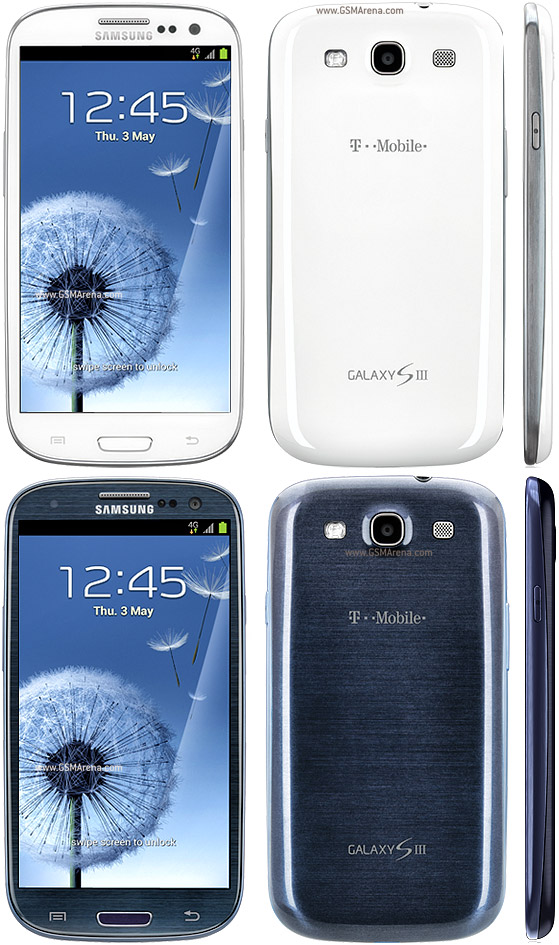 www.GSMArena.com
SAMSUNG
4G
12:45
Thu. 3 May
www.GSMArena.com
swipe screen to unlock
T··Mobile·
GALAXY S III
SAMSUNG
4G
12:45
Thu. 3 May
www.GSMArena.com
swipe screen to unlock
www.GSMArena.com
T··Mobile·
GALAXY S III